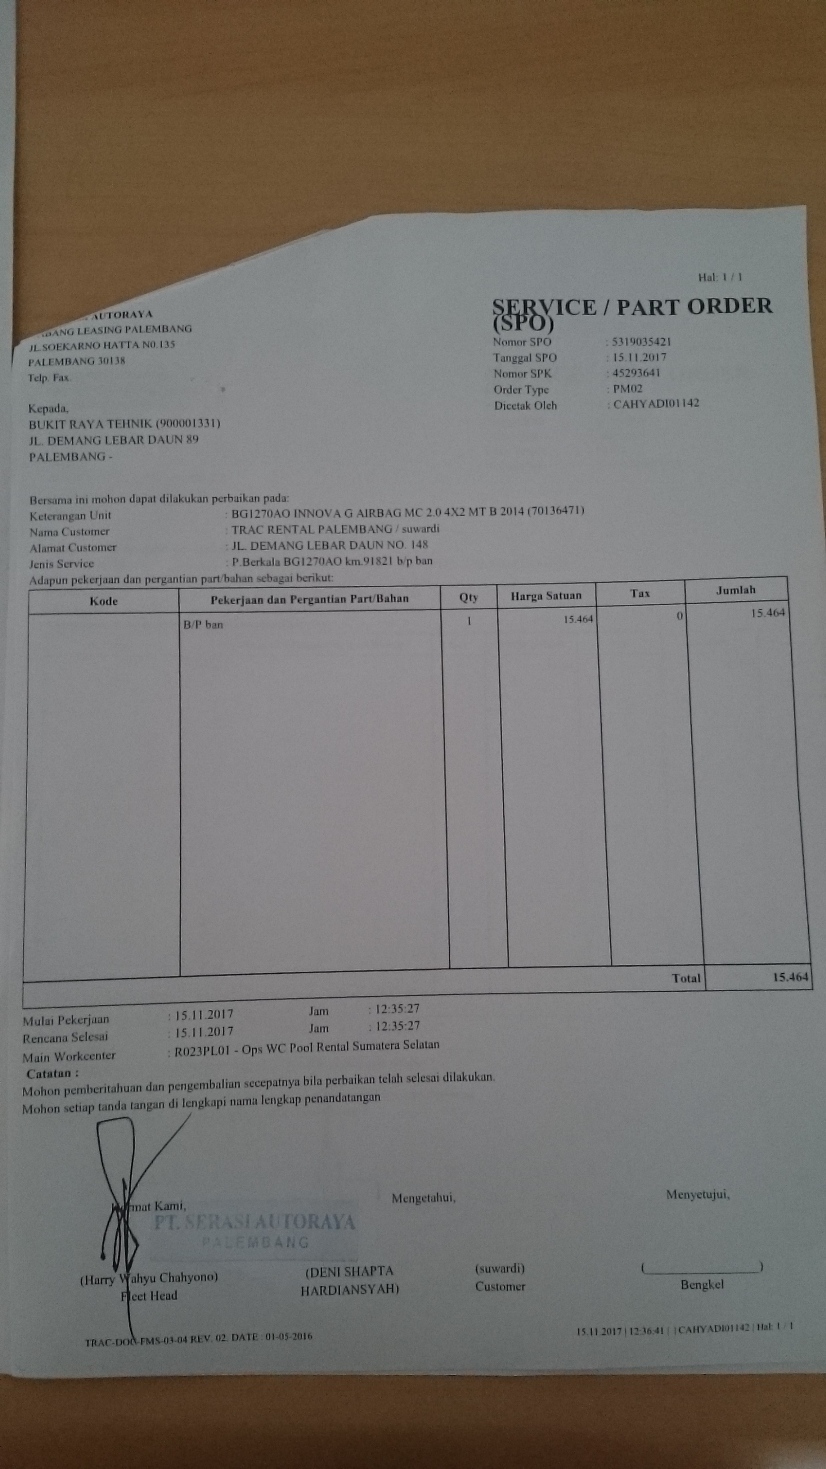 Hal: 1 / 1
SERVICE / PART ORDER
(SPO)
AUTORAYA
LEASING PALEMBANG
JL.SOEKARNO HATTA NO.135
PALEMBANG 30138
Telp. Fax.
Nomor SPO : 5319035421
Tanggal SPO : 15.11.2017
Nomor SPK : 45293641
Order Type : PM02
Dicetak Oleh : CAHYADI01142
Kepada,
BUKIT RAYA TEHNIK (900001331)
JL. DEMANG LEBAR DAUN 89
PALEMBANG -
Bersama ini mohon dapat dilakukan perbaikan pada:
Keterangan Unit : BG1270AO INNOVA G AIRBAG MC 2.0 4X2 MT B 2014 (70136471)
Nama Customer : TRAC RENTAL PALEMBANG / suwardi
Alamat Customer : JL. DEMANG LEBAR DAUN NO. 148
Jenis Service : P.Berkala BG1270AO km.91821 b/p ban
Adapun pekerjaan dan pergantian part/bahan sebagai berikut:
Kode Pekerjaan dan Pergantian Part/Bahan Qty Harga Satuan Tax Jumlah
B/P ban 1 15.464 0 15.464
Total 15.464
Mulai Pekerjaan : 15.11.2017 Jam : 12:35:27
Rencana Selesai : 15.11.2017 Jam : 12:35:27
Main Workcenter : R023PL01 - Ops WC Pool Rental Sumatera Selatan
Catatan :
Mohon pemberitahuan dan pengembalian secepatnya bila perbaikan telah selesai dilakukan.
Mohon setiap tanda tangan di lengkapi nama lengkap penandatangan
Kami, Mengetahui, Menyetujui,
PT. SERASI AUTORAYA
PALEMBANG
(Harry Wahyu Chahyono) (DENI SHAPTA HARDIANSYAH) (suwardi) ( )
Fleet Head Customer Bengkel
TRAC-DOC-FMS-03-04 REV. 02. DATE : 01-05-2016 15.11.2017 | 12:36:41 | CAHYADI01142 | Hal: 1 / 1